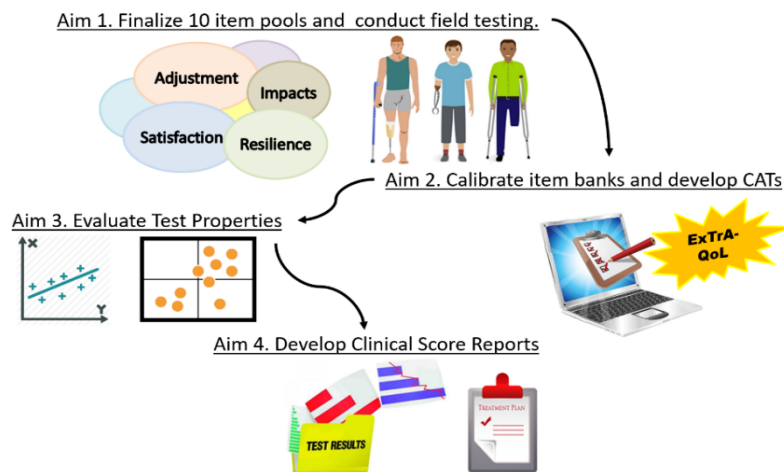 Aim 1. Finalize 10 item pools and conduct field testing.
Adjustment
Impacts
Satisfaction
Resilience
Aim 2. Calibrate item banks and develop CATs
Aim 3. Evaluate Test Properties
X
Y
ExTrA-
QoL
Aim 4. Develop Clinical Score Reports
TEST RESULTS
TREATMENT PLAN